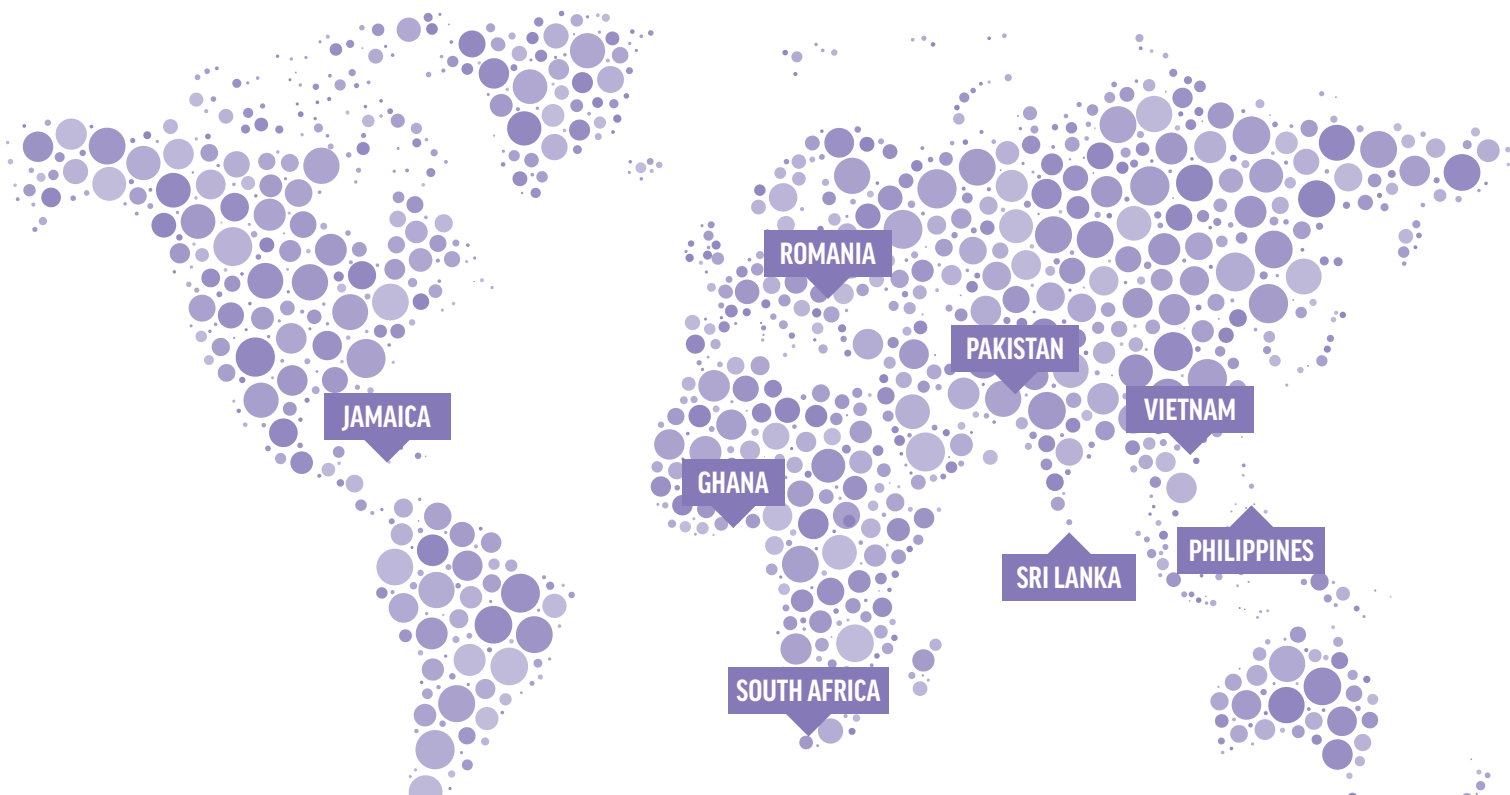 ROMANIA
PAKISTAN
JAMAICA
VIETNAM
GHANA
PHILIPPINES
SRI LANKA
SOUTH AFRICA